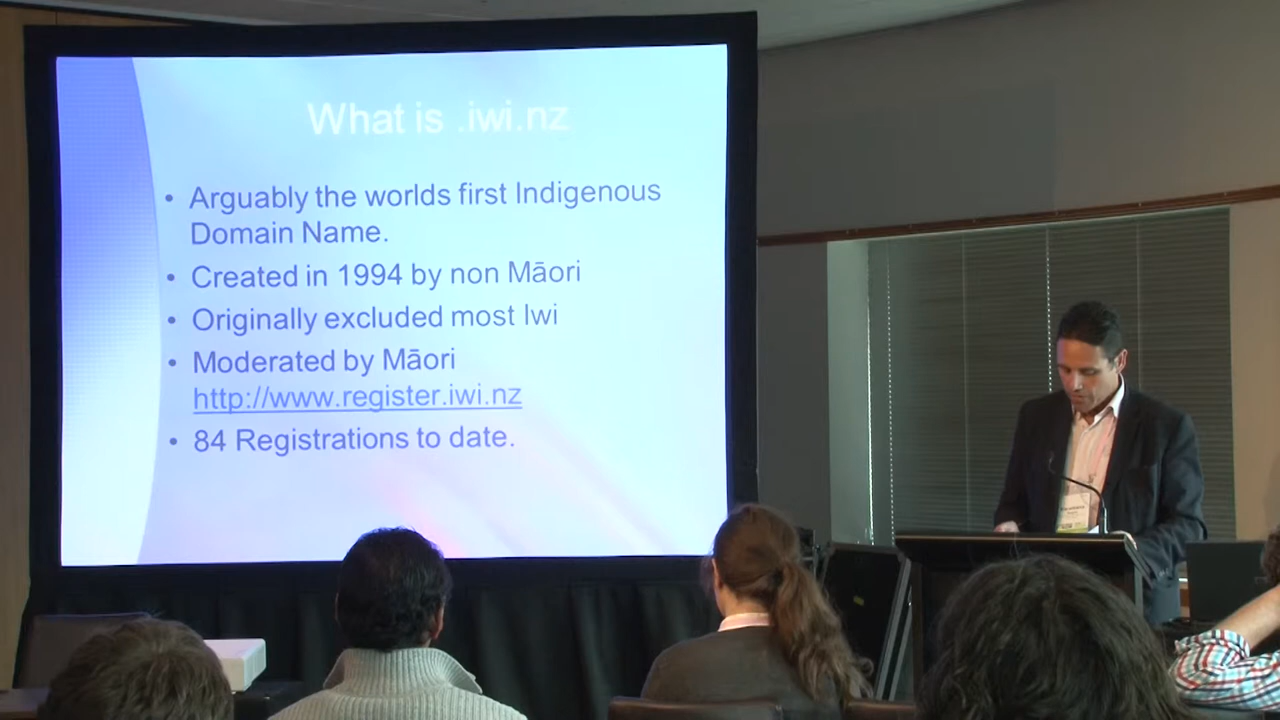 What is .iwi.nz
• Arguably the worlds first Indigenous
Domain Name.
• Created in 1994 by non Māori
• Originally excluded most Iwi
• Moderated by Māori
http://www.register.iwi.nz
• 84 Registrations to date.